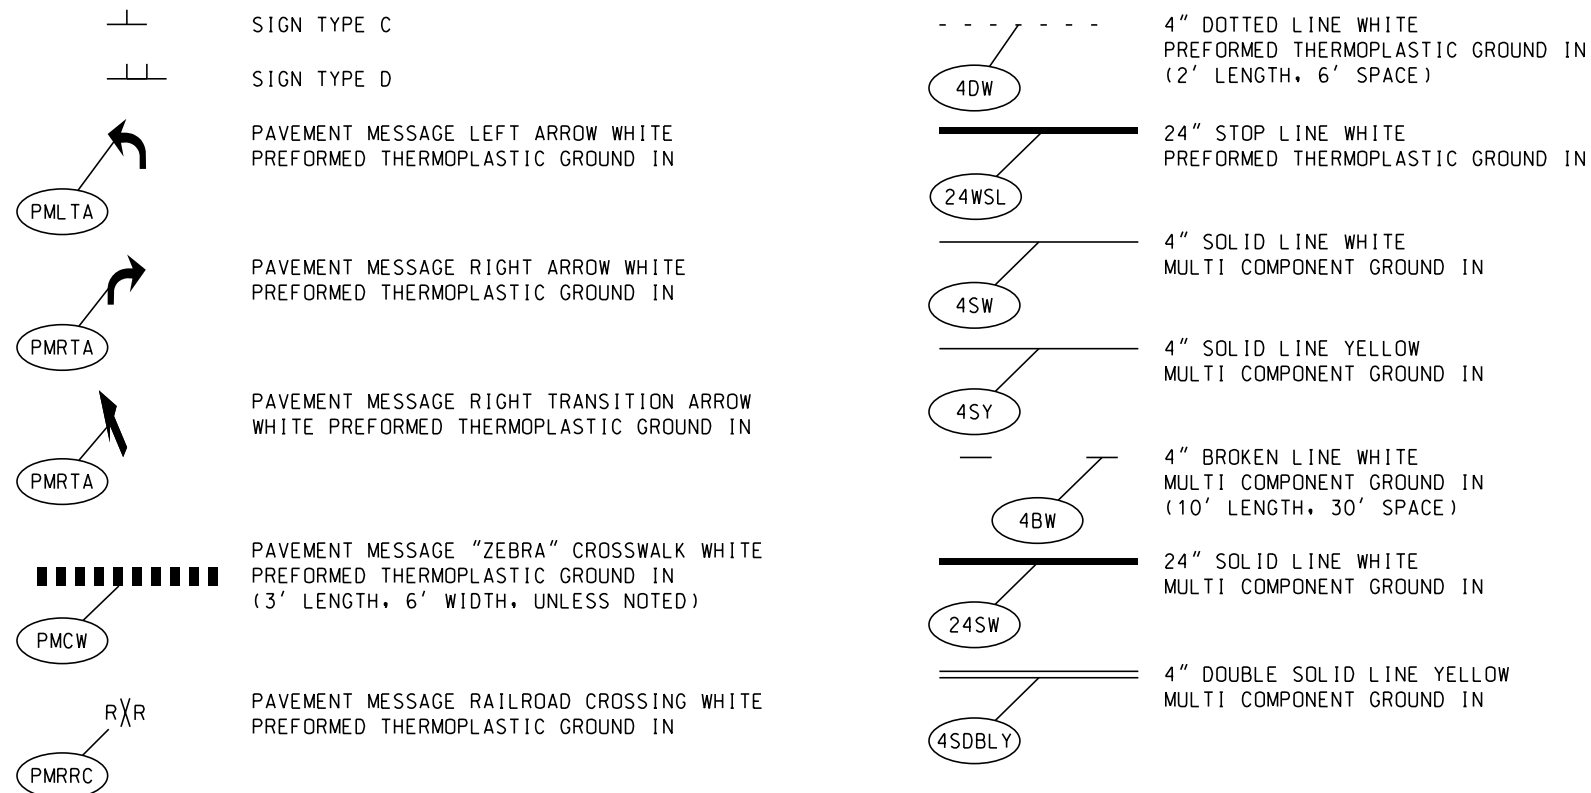 SIGN TYPE C
SIGN TYPE D
PAVEMENT MESSAGE LEFT ARROW WHITE
PREFORMED THERMOPLASTIC GROUND IN
PMLTA
PAVEMENT MESSAGE RIGHT ARROW WHITE
PREFORMED THERMOPLASTIC GROUND IN
PMRTA
PAVEMENT MESSAGE RIGHT TRANSITION ARROW
WHITE PREFORMED THERMOPLASTIC GROUND IN
PMRTA
PAVEMENT MESSAGE "ZEBRA" CROSSWALK WHITE
PREFORMED THERMOPLASTIC GROUND IN
(3' LENGTH, 6' WIDTH, UNLESS NOTED)
PMCW
RXR
PAVEMENT MESSAGE RAILROAD CROSSING WHITE
PREFORMED THERMOPLASTIC GROUND IN
PMRRC
4" DOTTED LINE WHITE
PREFORMED THERMOPLASTIC GROUND IN
(2' LENGTH, 6' SPACE)
4DW
24" STOP LINE WHITE
PREFORMED THERMOPLASTIC GROUND IN
24WSL
4" SOLID LINE WHITE
MULTI COMPONENT GROUND IN
4SW
4" SOLID LINE YELLOW
MULTI COMPONENT GROUND IN
4SY
4" BROKEN LINE WHITE
MULTI COMPONENT GROUND IN
(10' LENGTH, 30' SPACE)
4BW
24" SOLID LINE WHITE
MULTI COMPONENT GROUND IN
24SW
4" DOUBLE SOLID LINE YELLOW
MULTI COMPONENT GROUND IN
4SDBLY